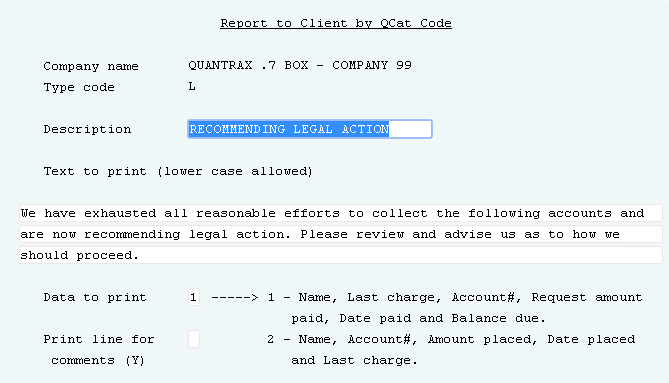 Report to Client by QCat Code
Company name QUANTRAX .7 BOX - COMPANY 99
Type code L
Description RECOMMENDING LEGAL ACTION
Text to print (lower case allowed)
We have exhausted all reasonable efforts to collect the following accounts and
are now recommending legal action. Please review and advise us as to how we
should proceed.
Data to print 1 -----> 1 - Name, Last charge, Account#, Request amount
paid, Date paid and Balance due.
Print line for 2 - Name, Account#, Amount placed, Date placed
comments (Y) and Last charge.